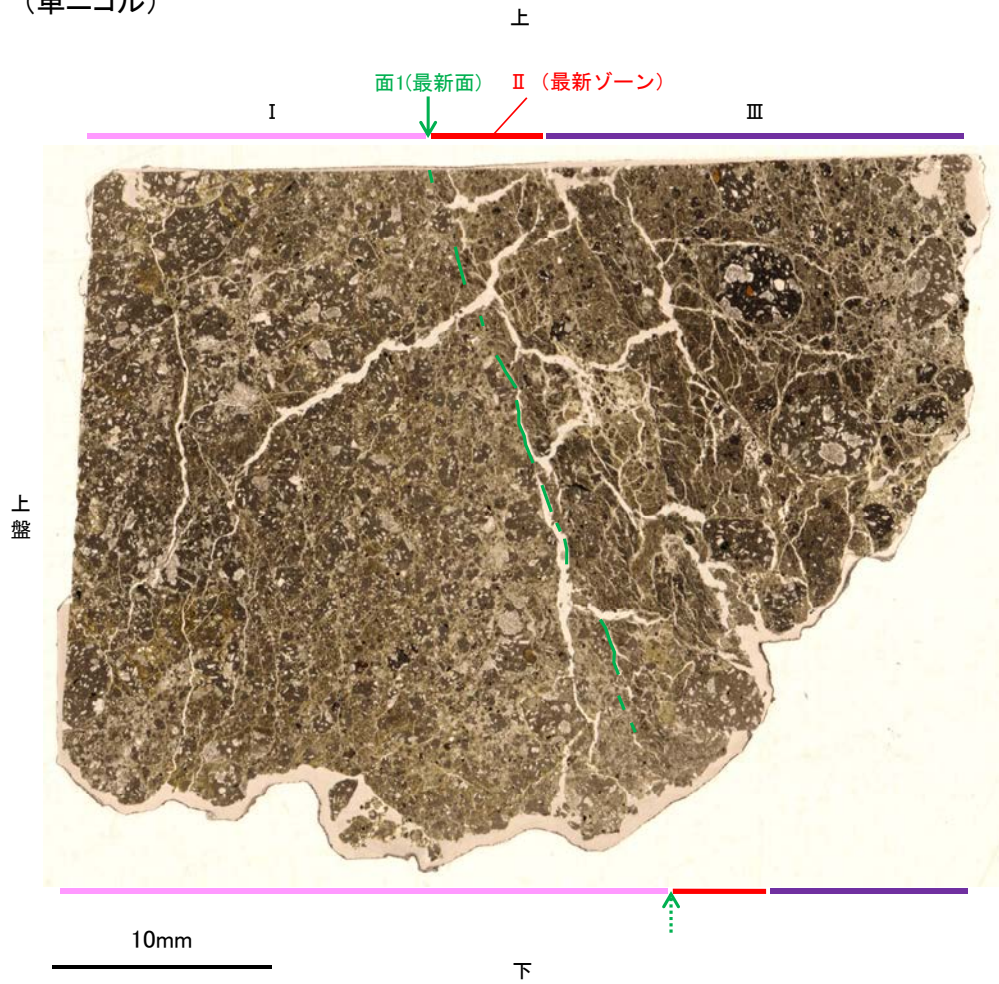 （単ニコル）
上
面1(最新面) Ⅱ （最新ゾーン）
Ⅰ Ⅲ
上
盤
10mm
下